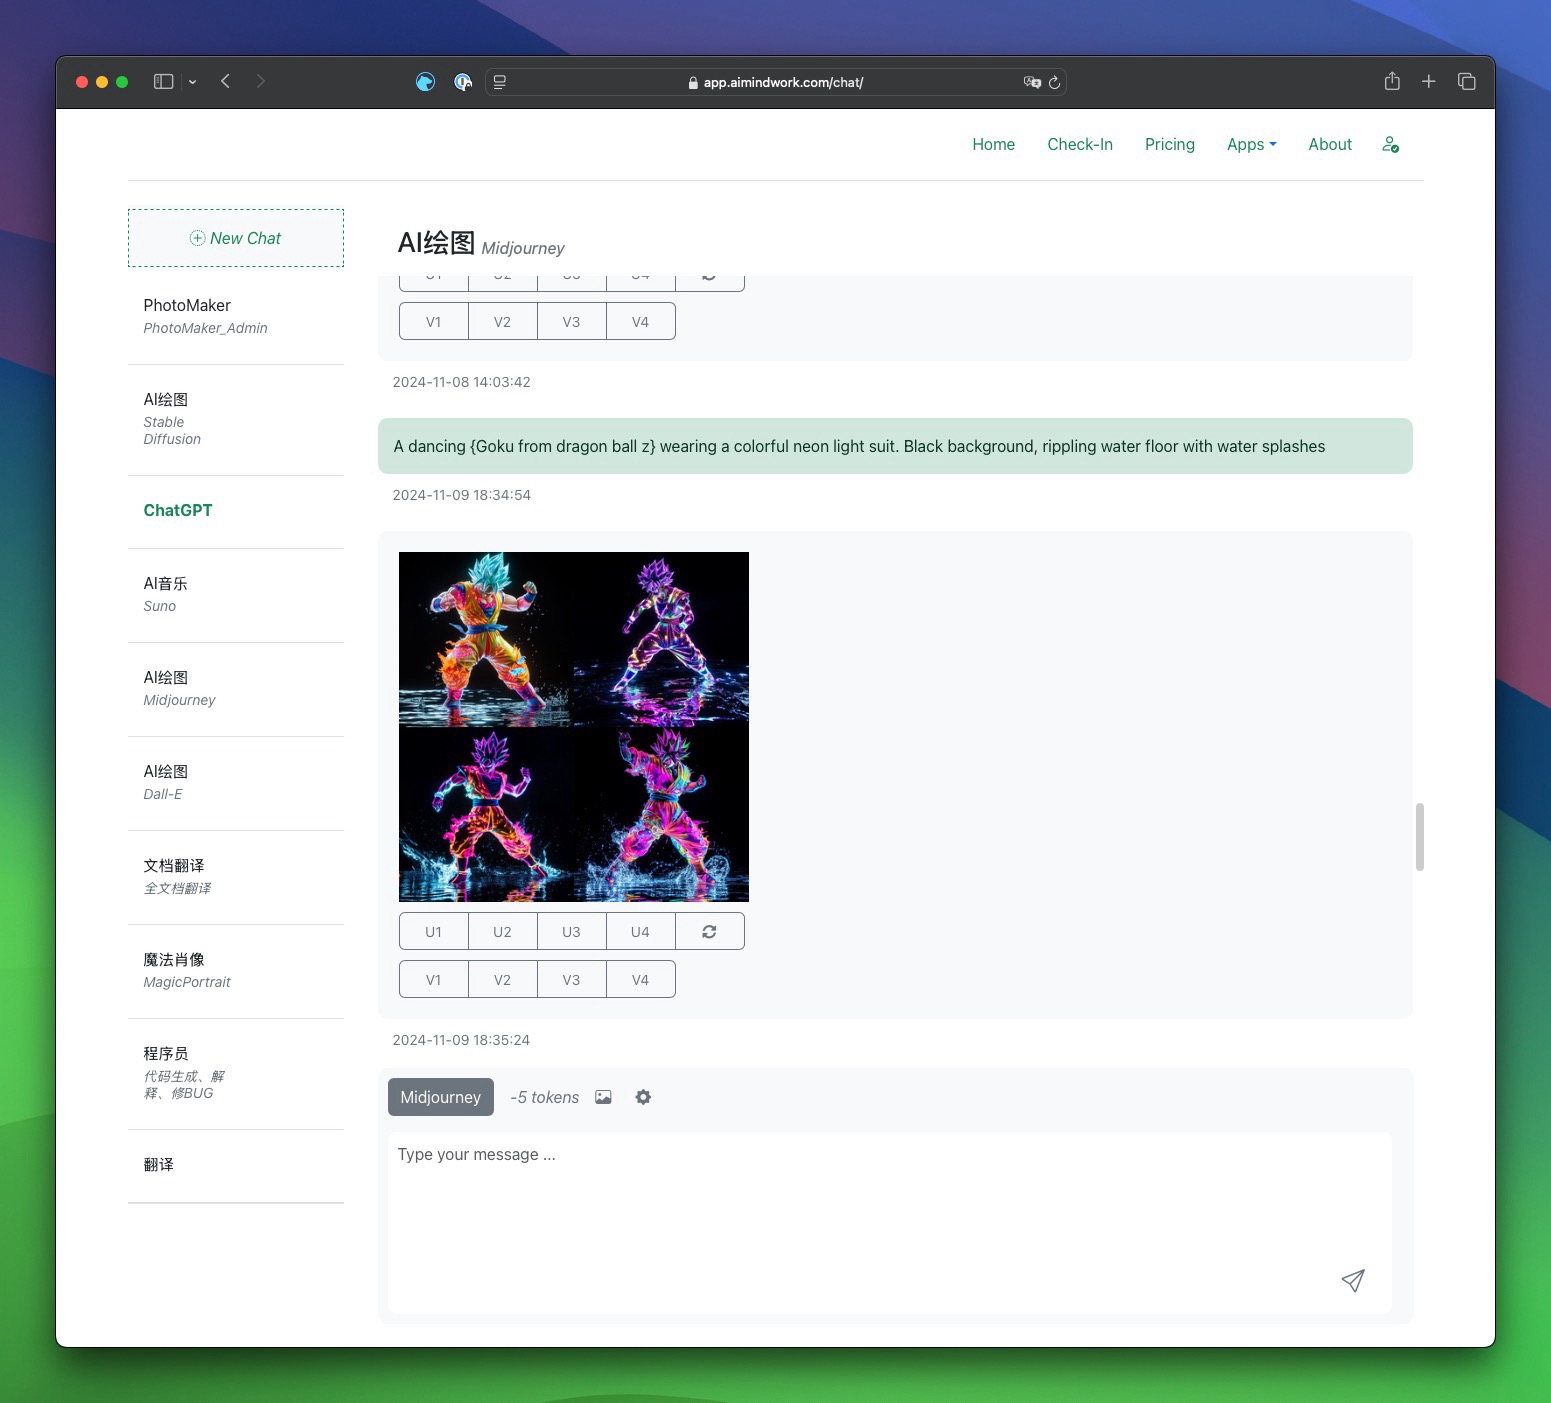 app.aimindwork.com/chat/
Home Check-In Pricing Apps About
New Chat
PhotoMaker
PhotoMaker_Admin
AI绘图
Stable
Diffusion
ChatGPT
AI音乐
Suno
AI绘图
Midjourney
AI绘图
Dall-E
文档翻译
全文档翻译
魔法肖像
MagicPortrait
程序员
代码生成、解
释、修BUG
翻译
AI绘图 Midjourney
U1 U2 U3 U4
V1 V2 V3 V4
2024-11-08 14:03:42
A dancing {Goku from dragon ball z} wearing a colorful neon light suit. Black background, rippling water floor with water splashes
2024-11-09 18:34:54
U1 U2 U3 U4
V1 V2 V3 V4
2024-11-09 18:35:24
Midjourney -5 tokens
Type your message ...